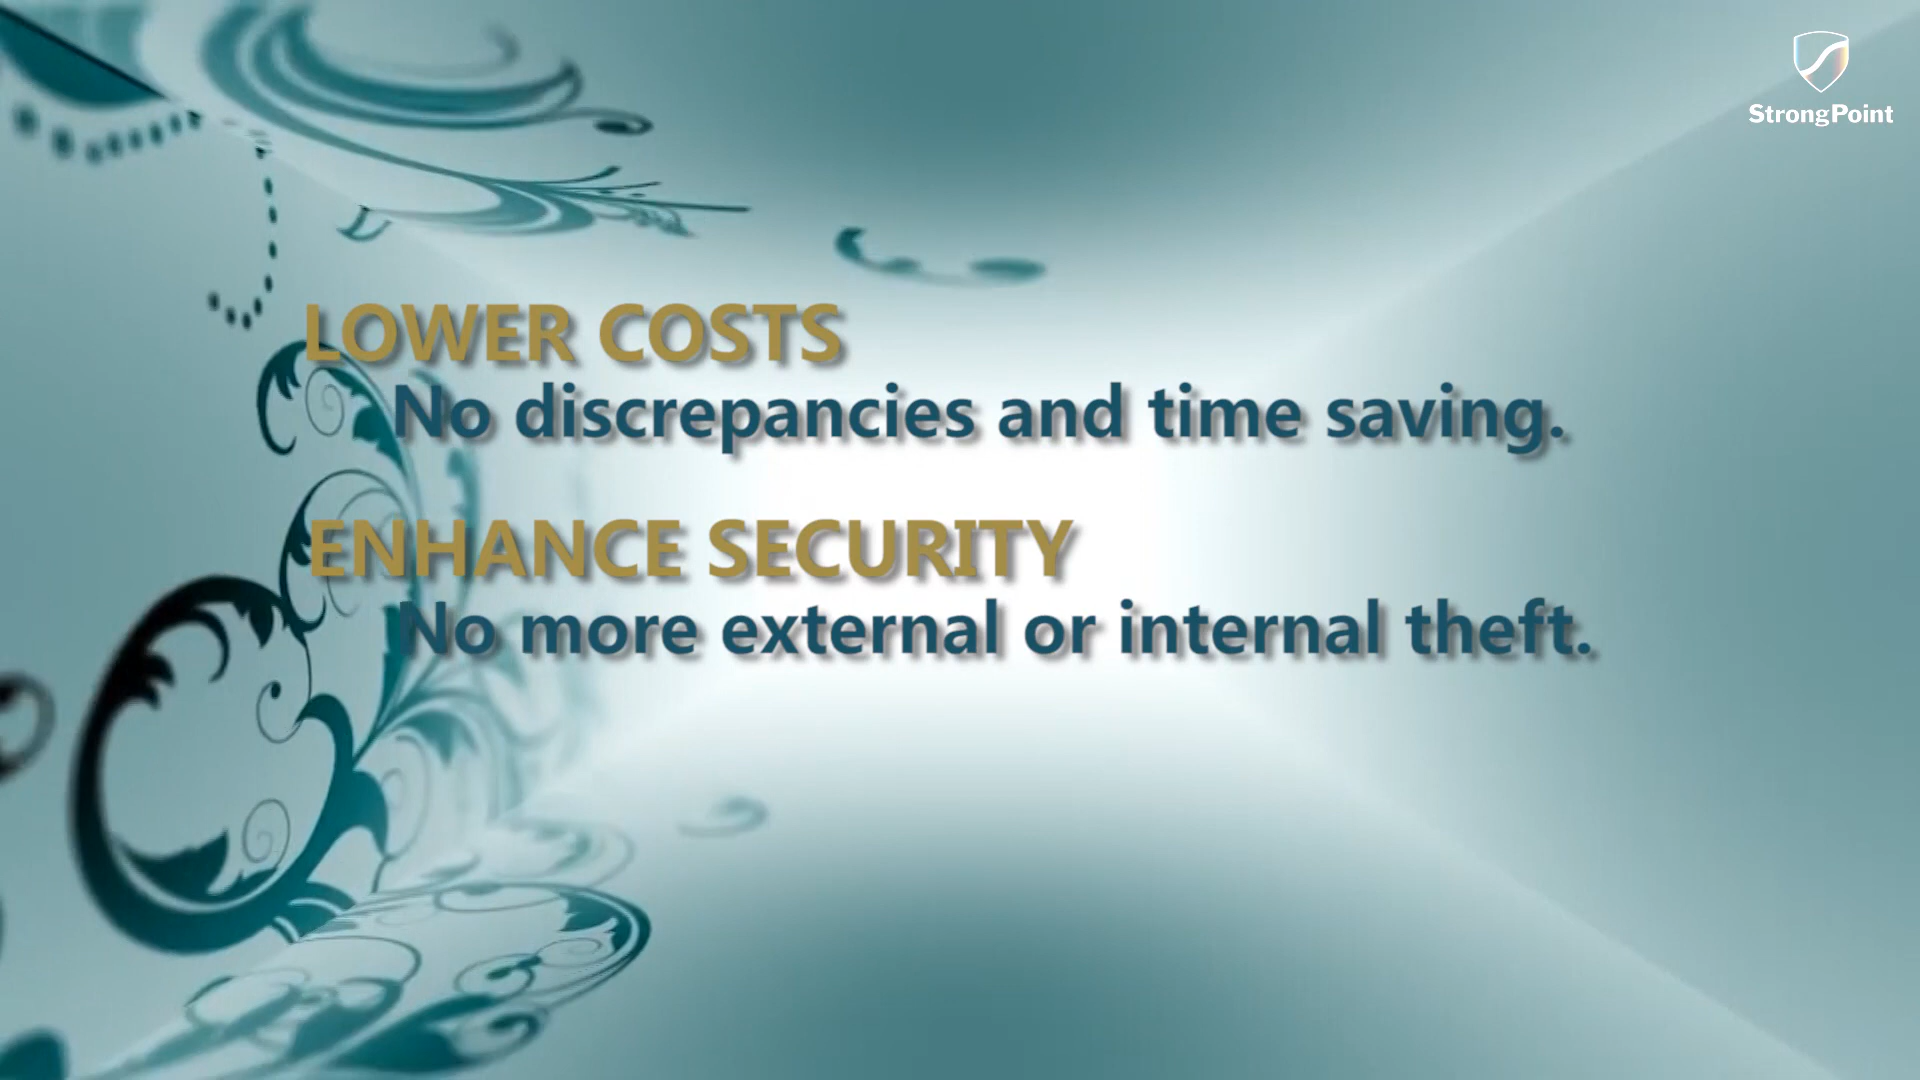 StrongPoint
LOWER COSTS
No discrepancies and time saving.
ENHANCE SECURITY
No more external or internal theft.